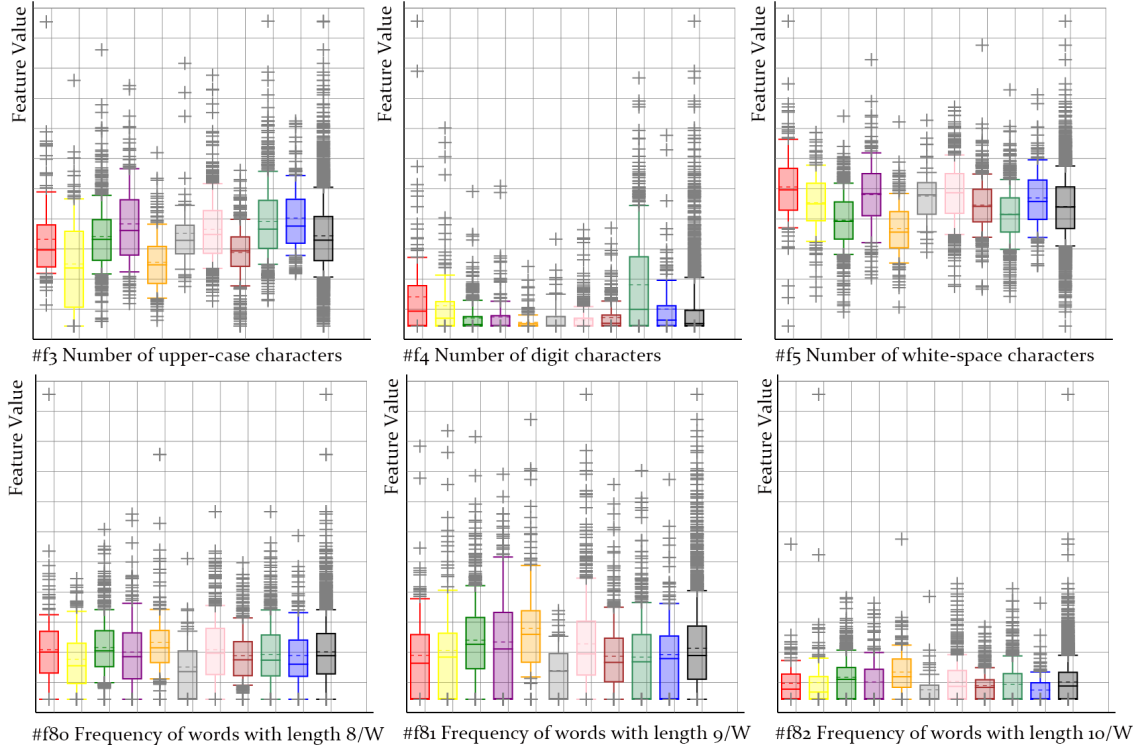 Feature Value
Feature Value
Feature Value
#f3 Number of upper-case characters
#f4 Number of digit characters
#f5 Number of white-space characters
Feature Value
Feature Value
Feature Value
#f80 Frequency of words with length 8/W
#f81 Frequency of words with length 9/W
#f82 Frequency of words with length 10/W